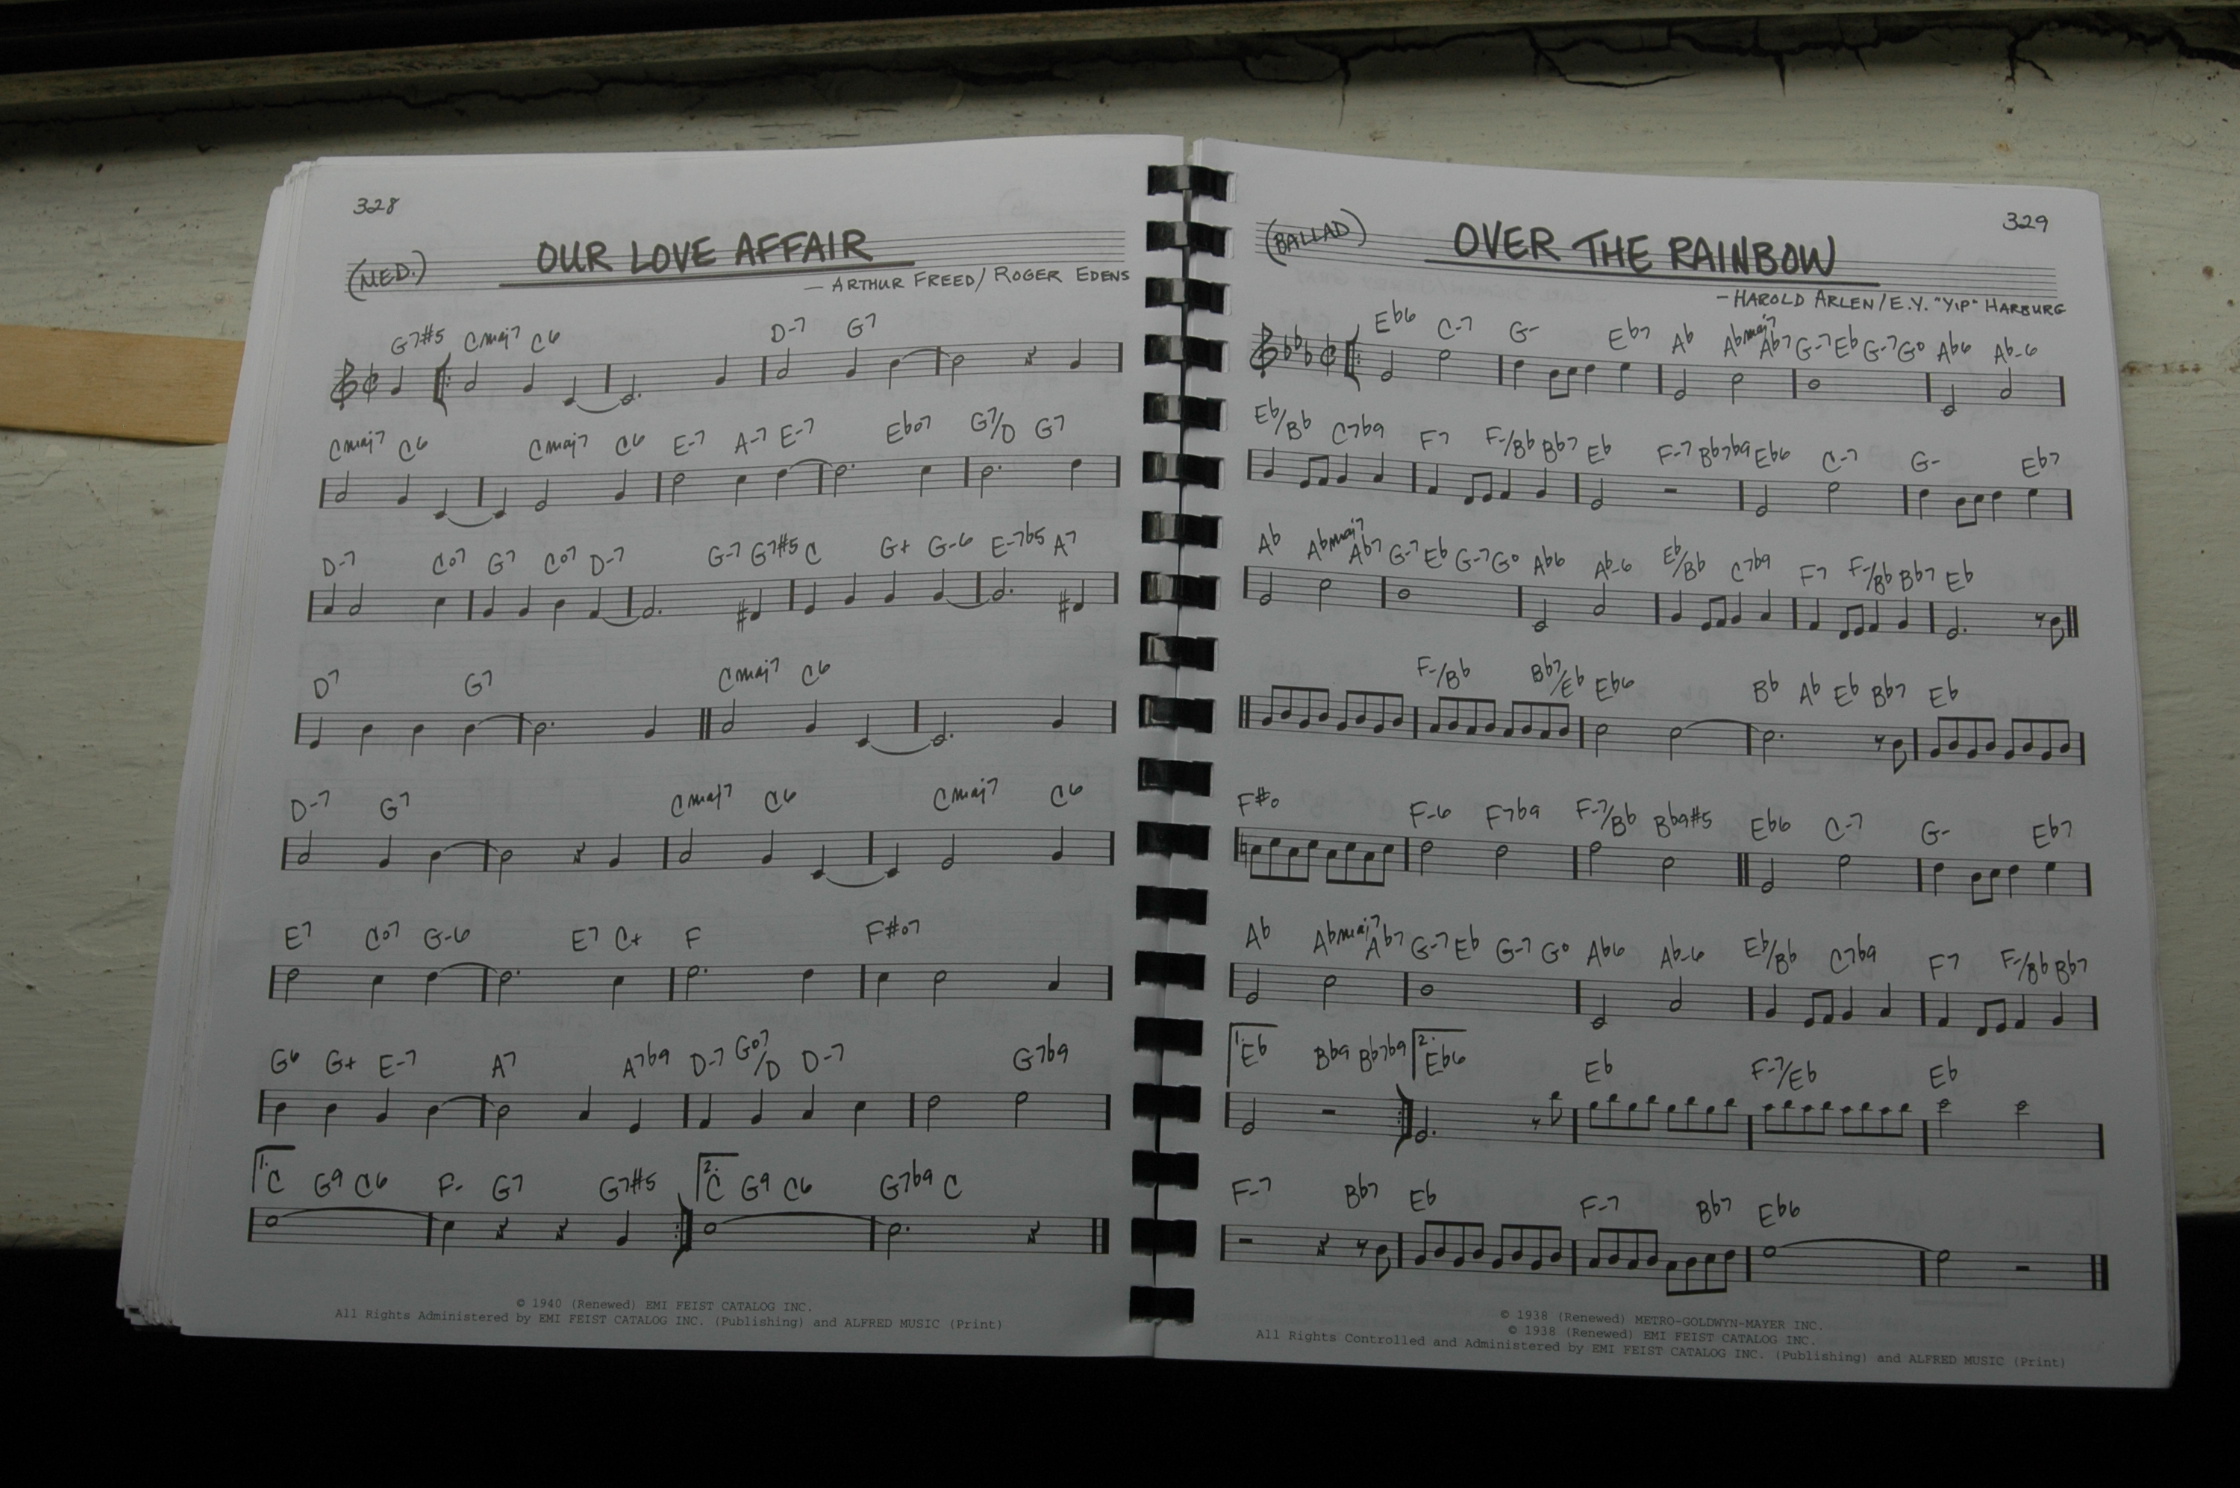 328
(MED.)
OUR LOVE AFFAIR
— ARTHUR FREED/ROGER EDENS
G7#5 Cmaj7 C6 D-7 G7
Cmaj7 C6 Cmaj7 C6 E-7 A-7 E-7 Ebo7 G7/D G7
D-7 Co7 G7 Co7 D-7 G-7 G7#5 C G+ G-6 E-7b5 A7
D7 G7 Cmaj7 C6
D-7 G7 Cmaj7 C6 Cmaj7 C6
E7 Co7 G-6 E7 C+ F F#o7
G6 G+ E-7 A7 A7b9 D-7 Go7/D D-7 G7b9
1. C G9 C6 F- G7 G7#5 2. C G9 C6 G7b9 C
© 1940 (Renewed) EMI FEIST CATALOG INC.
All Rights Administered by EMI FEIST CATALOG INC. (Publishing) and ALFRED MUSIC (Print)
329
(BALLAD)
OVER THE RAINBOW
— HAROLD ARLEN/E.Y. "YIP" HARBURG
Eb6 C-7 G- Eb7 Ab Abmaj7 Ab7 G-7 Eb G-7 Go Ab6 Ab-6
Eb/Bb C7b9 F7 F-/Bb Bb7 Eb F-7 Bb7b9 Eb6 C-7 G- Eb7
Ab Abmaj7 Ab7 G-7 Eb G-7 Go Ab6 Ab-6 Eb/Bb C7b9 F7 F-/Bb Bb7 Eb
F-/Bb Bb7/Eb Eb6 Bb Ab Eb Bb7 Eb
F#o F-6 F7b9 F-7/Bb Bb9#5 Eb6 C-7 G- Eb7
Ab Abmaj7 Ab7 G-7 Eb G-7 Go Ab6 Ab-6 Eb/Bb C7b9 F7 F-/Bb Bb7
1. Eb Bb9 Bb7b9 2. Eb6 Eb F-7/Eb Eb
F-7 Bb7 Eb F-7 Bb7 Eb6
© 1938 (Renewed) METRO-GOLDWYN-MAYER INC.
© 1938 (Renewed) EMI FEIST CATALOG INC.
All Rights Controlled and Administered by EMI FEIST CATALOG INC. (Publishing) and ALFRED MUSIC (Print)